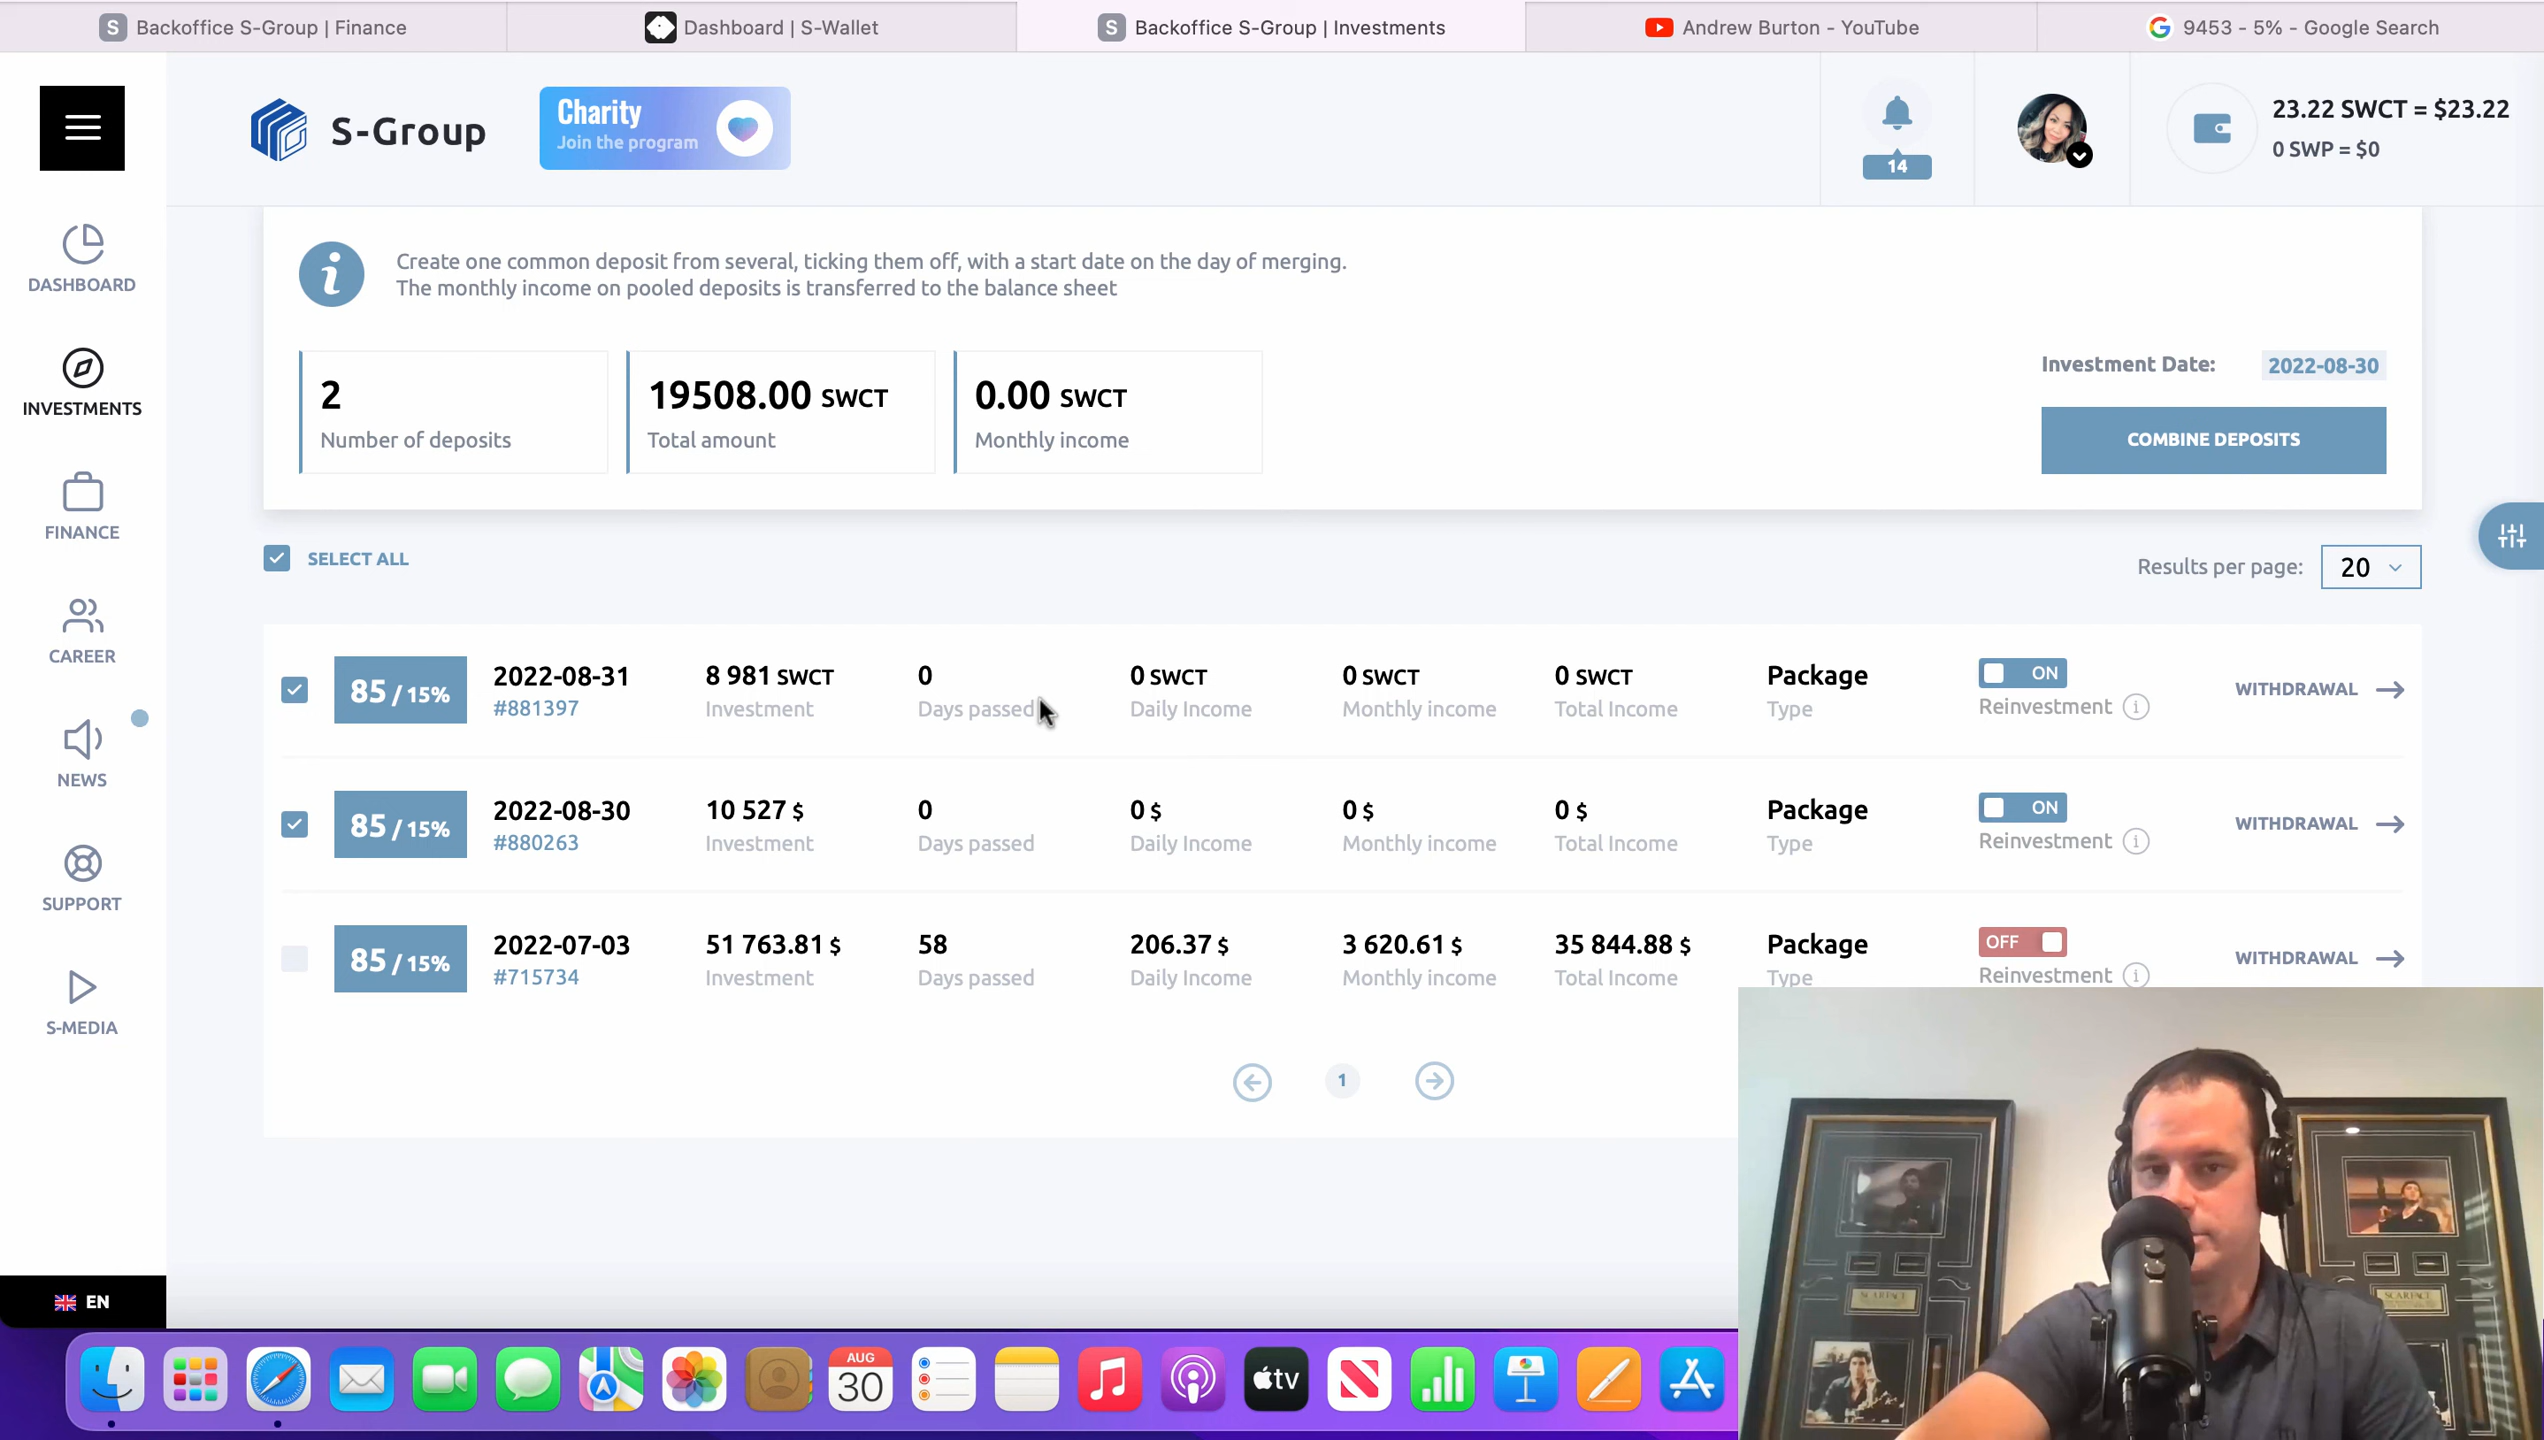 Backoffice S-Group | Finance
Dashboard | S-Wallet
Backoffice S-Group | Investments
Andrew Burton - YouTube
9453 - 5% - Google Search
S-Group
Charity
Join the program
14
23.22 SWCT = $23.22
0 SWP = $0
DASHBOARD
INVESTMENTS
FINANCE
CAREER
NEWS
SUPPORT
S-MEDIA
EN
Create one common deposit from several, ticking them off, with a start date on the day of merging.
The monthly income on pooled deposits is transferred to the balance sheet
2
Number of deposits
19508.00 SWCT
Total amount
0.00 SWCT
Monthly income
Investment Date: 2022-08-30
COMBINE DEPOSITS
SELECT ALL
Results per page: 20
85 / 15% 2022-08-31 8 981 SWCT 0 0 SWCT 0 SWCT 0 SWCT Package ON WITHDRAWAL
#881397 Investment Days passed Daily Income Monthly income Total Income Type Reinvestment
85 / 15% 2022-08-30 10 527 $ 0 0 $ 0 $ 0 $ Package ON WITHDRAWAL
#880263 Investment Days passed Daily Income Monthly income Total Income Type Reinvestment
85 / 15% 2022-07-03 51 763.81 $ 58 206.37 $ 3 620.61 $ 35 844.88 $ Package OFF WITHDRAWAL
#715734 Investment Days passed Daily Income Monthly income Total Income Type Reinvestment
1
AUG
30
tv
SCARFACE
SCARFACE